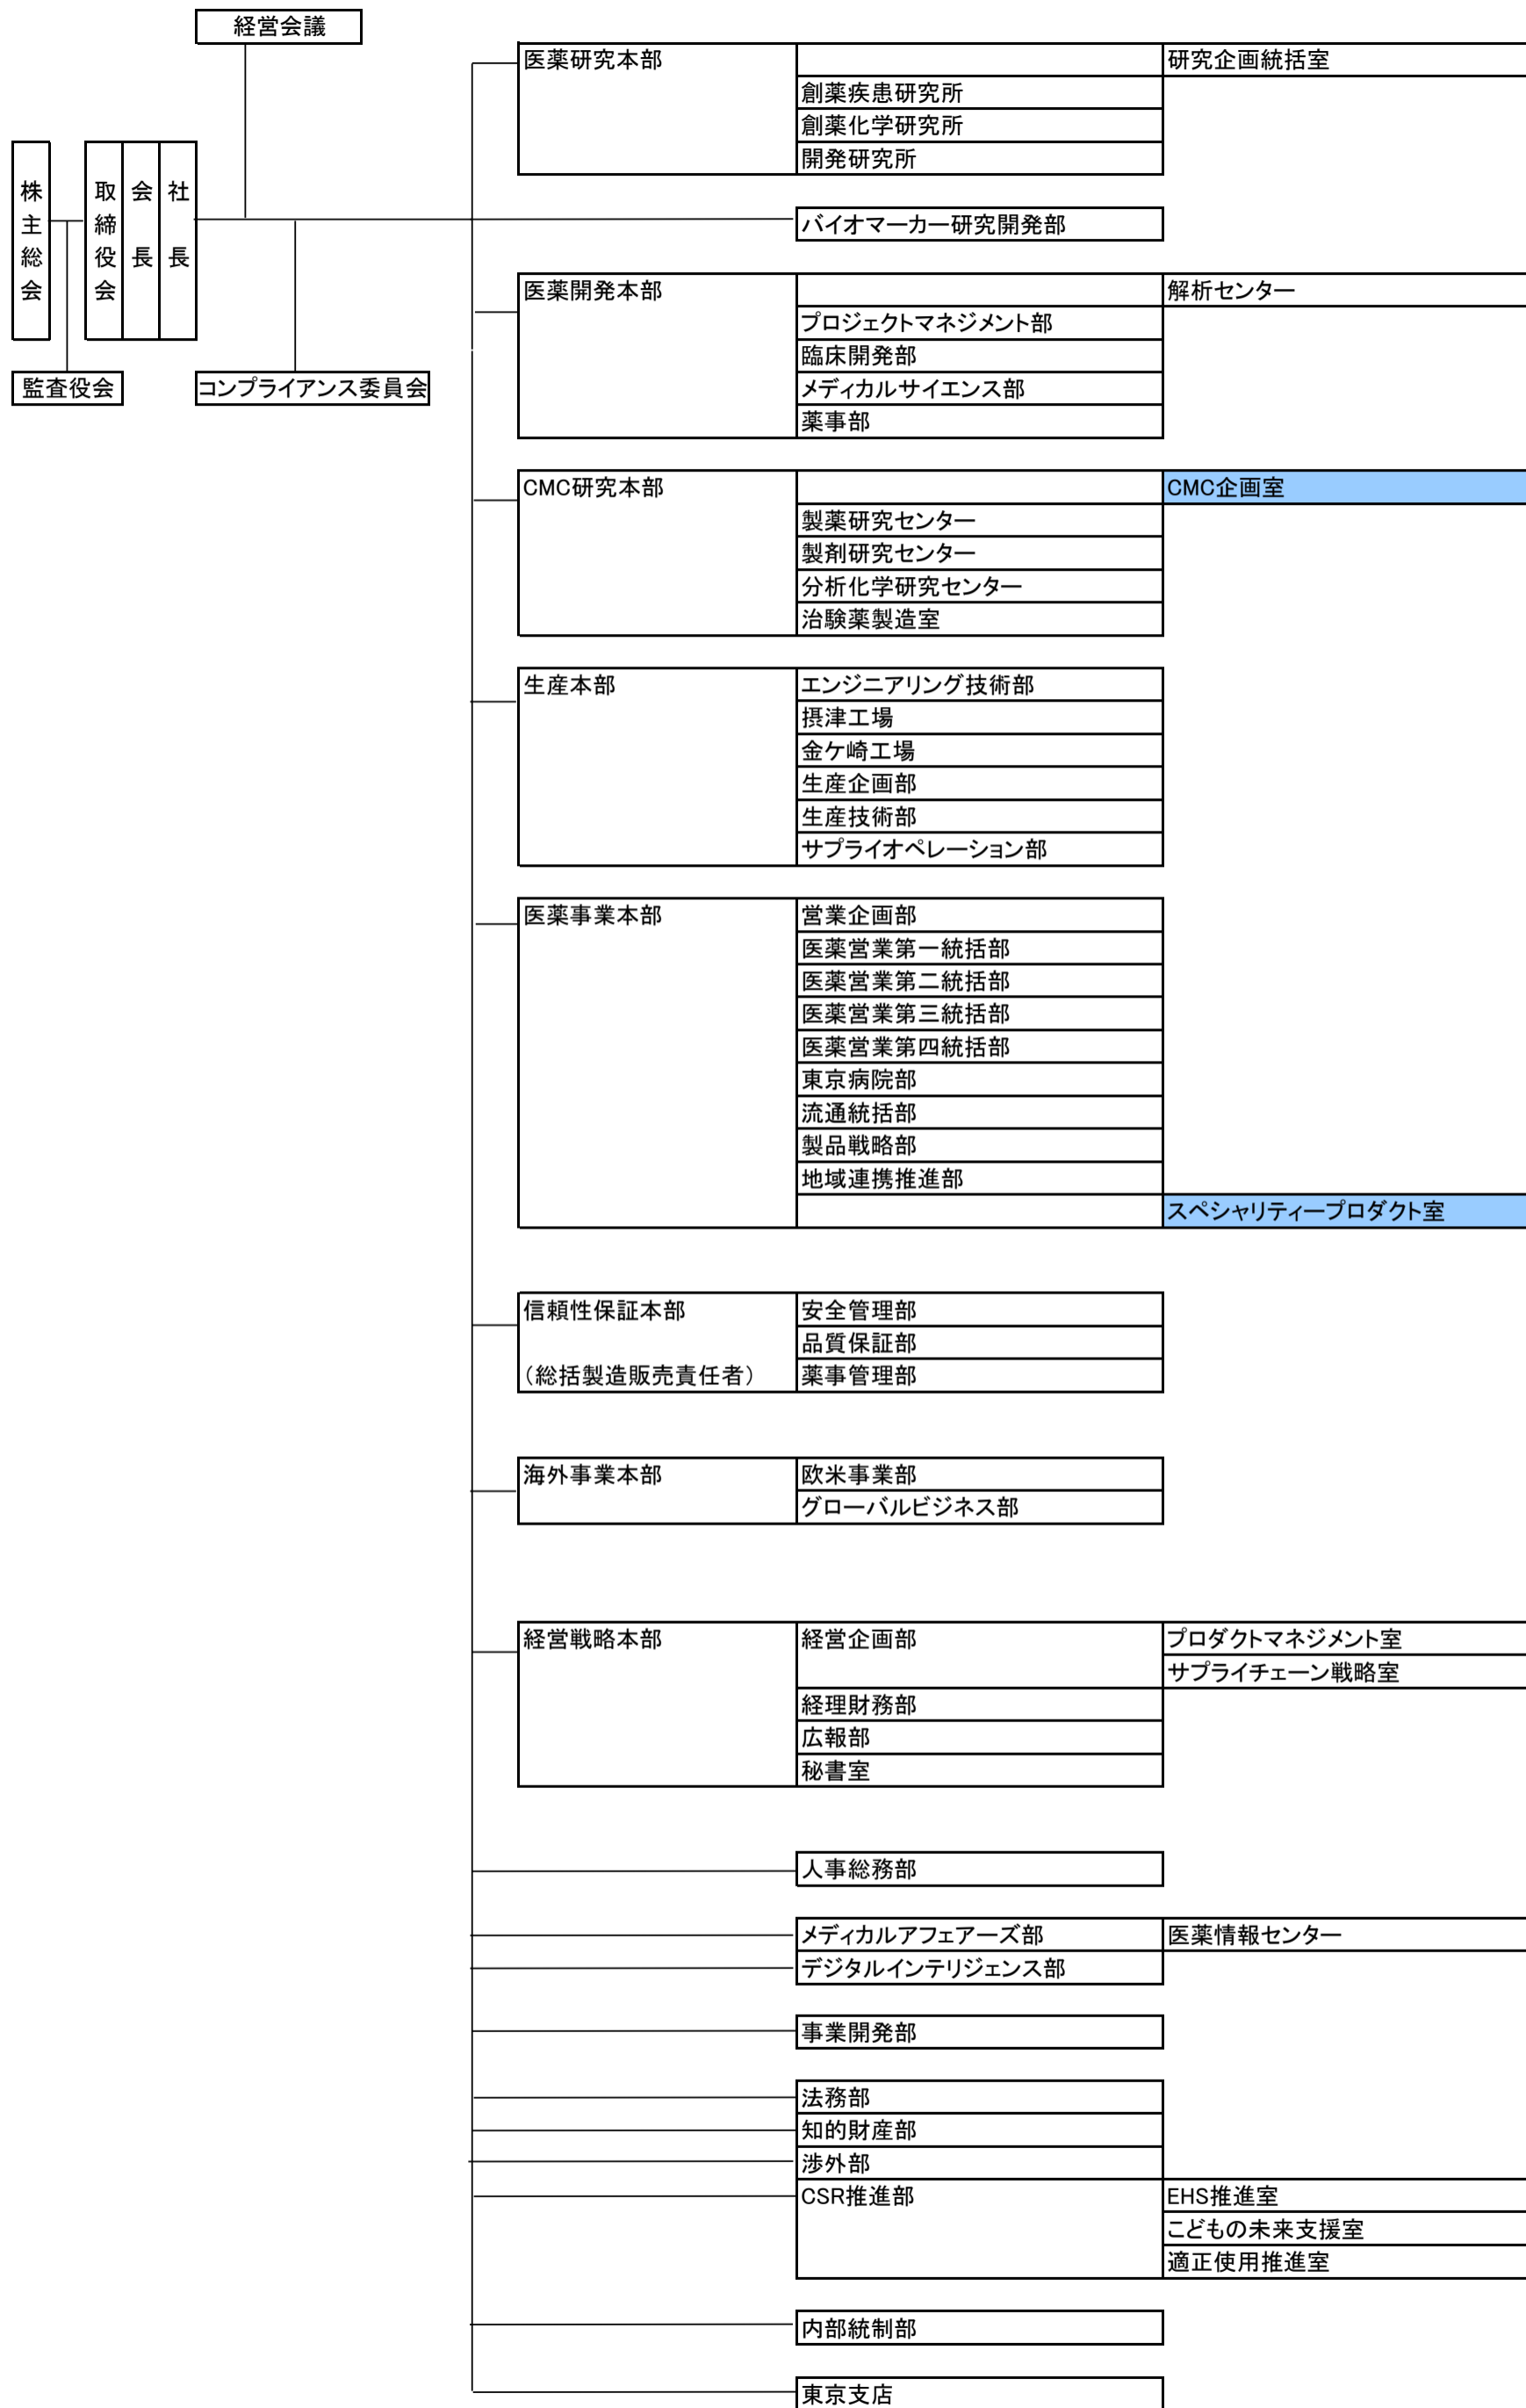 経営会議
医薬研究本部
研究企画統括室
創薬疾患研究所
創薬化学研究所
開発研究所
株主総会
取締役会
会長
社長
バイオマーカー研究開発部
医薬開発本部
解析センター
プロジェクトマネジメント部
臨床開発部
メディカルサイエンス部
薬事部
監査役会
コンプライアンス委員会
CMC研究本部
CMC企画室
製薬研究センター
製剤研究センター
分析化学研究センター
治験薬製造室
生産本部
エンジニアリング技術部
摂津工場
金ケ崎工場
生産企画部
生産技術部
サプライオペレーション部
医薬事業本部
営業企画部
医薬営業第一統括部
医薬営業第二統括部
医薬営業第三統括部
医薬営業第四統括部
東京病院部
流通統括部
製品戦略部
地域連携推進部
スペシャリティープロダクト室
信頼性保証本部
安全管理部
品質保証部
（総括製造販売責任者）
薬事管理部
海外事業本部
欧米事業部
グローバルビジネス部
経営戦略本部
経営企画部
プロダクトマネジメント室
サプライチェーン戦略室
経理財務部
広報部
秘書室
人事総務部
メディカルアフェアーズ部
医薬情報センター
デジタルインテリジェンス部
事業開発部
法務部
知的財産部
渉外部
CSR推進部
EHS推進室
こどもの未来支援室
適正使用推進室
内部統制部
東京支店